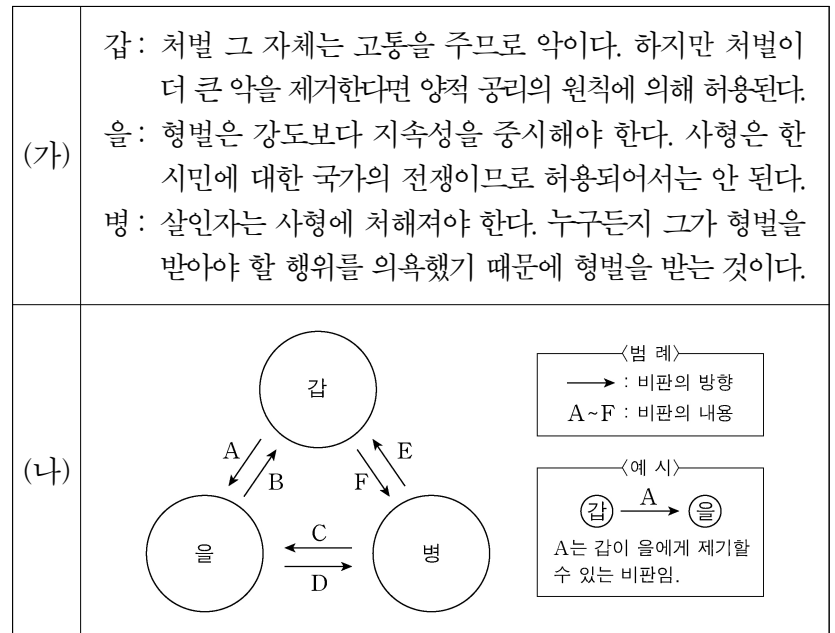 (가)
갑 : 처벌 그 자체는 고통을 주므로 악이다. 하지만 처벌이
더 큰 악을 제거한다면 양적 공리의 원칙에 의해 허용된다.
을 : 형벌은 강도보다 지속성을 중시해야 한다. 사형은 한
시민에 대한 국가의 전쟁이므로 허용되어서는 안 된다.
병 : 살인자는 사형에 처해져야 한다. 누구든지 그가 형벌을
받아야 할 행위를 의욕했기 때문에 형벌을 받는 것이다.
(나)
갑
A
B
F
E
을
C
D
병
〈범 례〉
: 비판의 방향
A~F : 비판의 내용
〈예 시〉
갑 A 을
A는 갑이 을에게 제기할
수 있는 비판임.